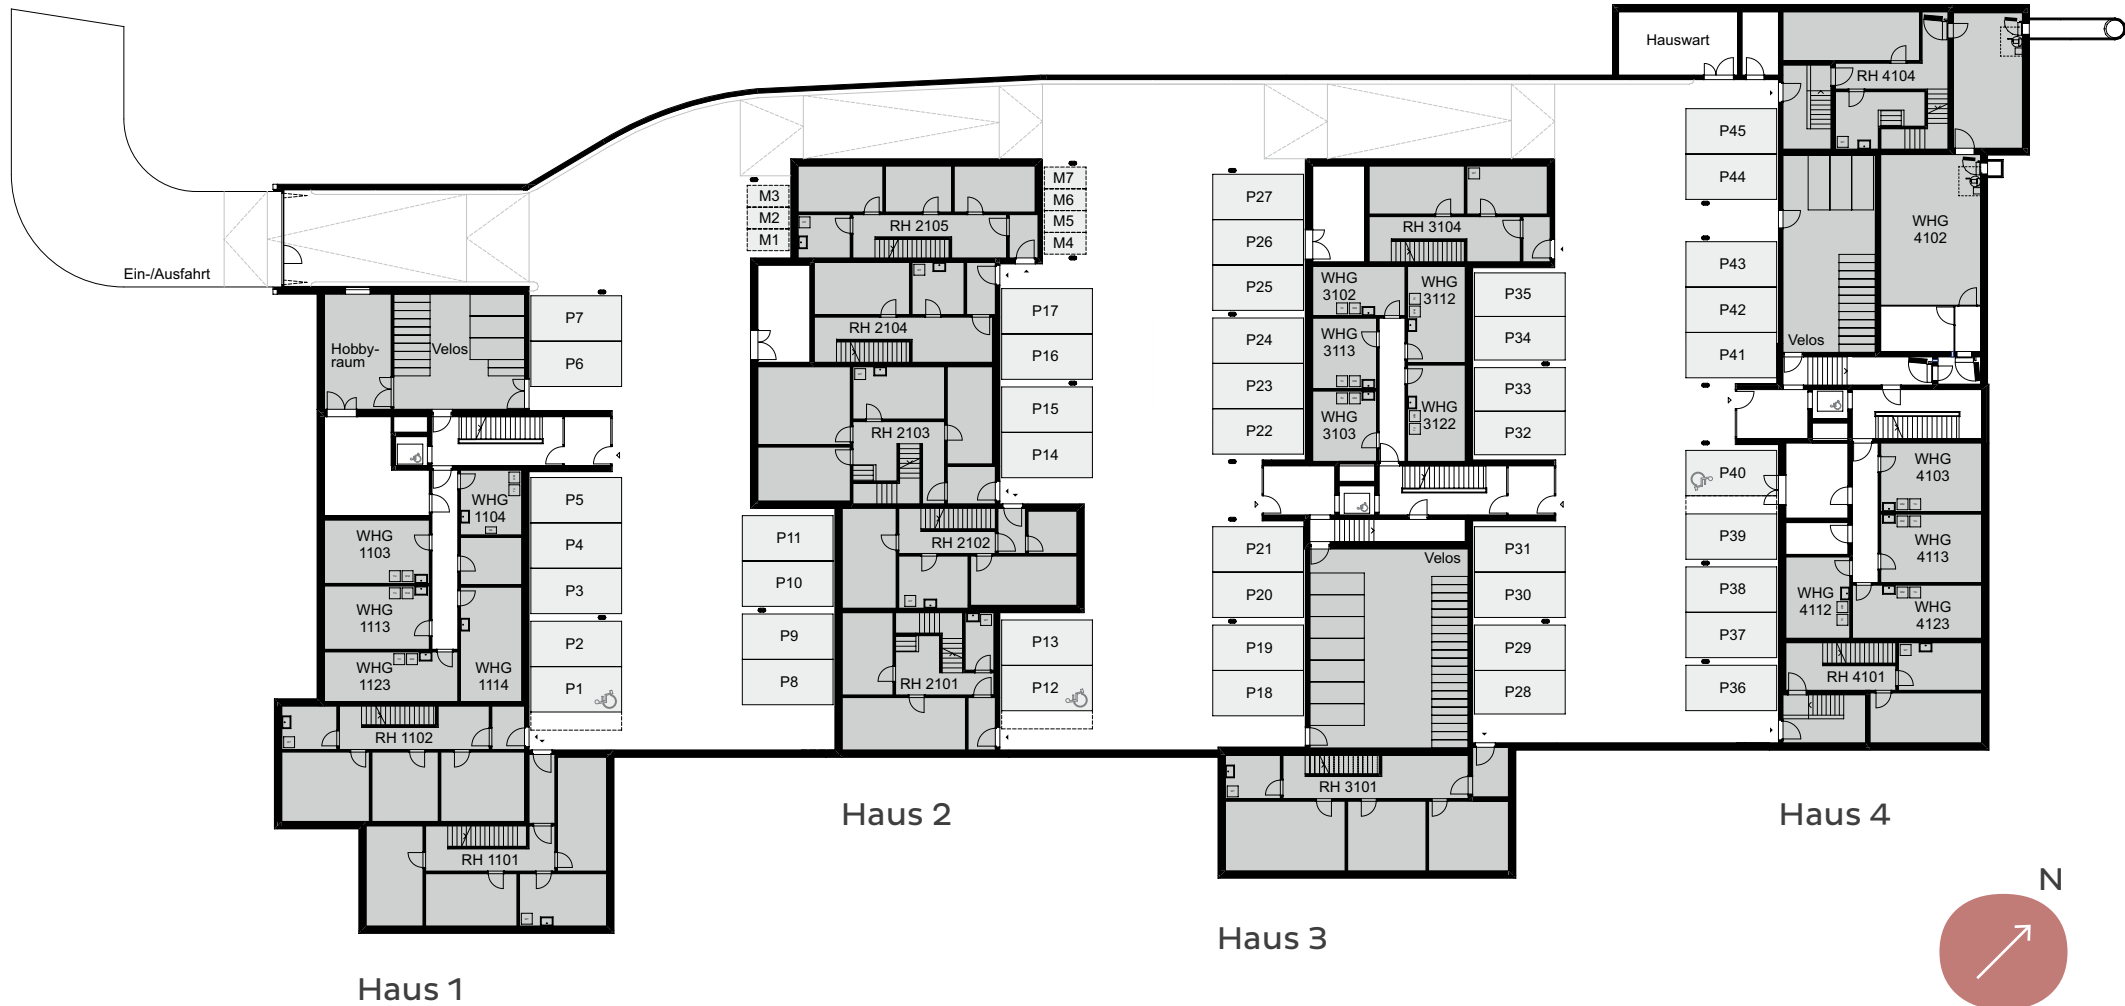 Hauswart
RH 4104
P45
P44
WHG
4102
P43
P42
P41
Velos
Ein-/Ausfahrt
M3
M2
M1
RH 2105
M7
M6
M5
M4
P27
P26
P25
RH 3104
P7
P6
Hobby-
raum
Velos
RH 2104
P17
P16
P24
P23
P22
WHG
3102
WHG
3112
WHG
3113
WHG
3103
WHG
3122
P35
P34
P33
P32
RH 2103
P15
P14
P5
P4
P3
P2
P1
WHG
1104
WHG
1103
WHG
1113
WHG
1123
WHG
1114
P11
P10
P9
P8
RH 2102
RH 2101
P13
P12
P21
P20
P19
P18
Velos
P31
P30
P29
P28
P40
P39
P38
P37
P36
WHG
4103
WHG
4113
WHG
4112
WHG
4123
RH 4101
RH 1102
RH 1101
RH 3101
Haus 2
Haus 4
Haus 3
Haus 1
N